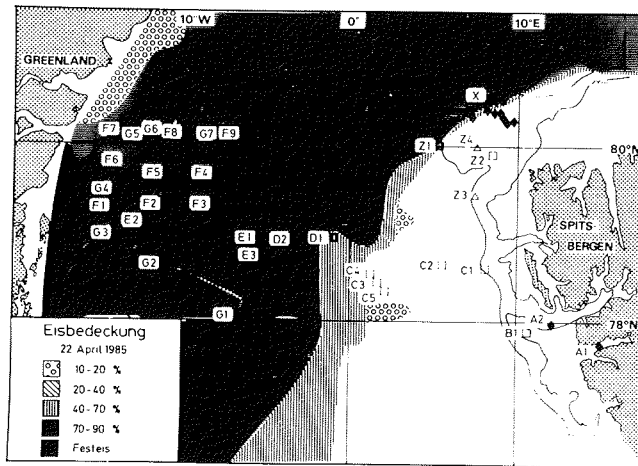 10°W 0° 10°E
GREENLAND
X
F7 G5 G6 F8 G7 F9
Z1 Z4 80°N
Z2
F6
F5 F4
G4
Z3
F1 F2 F3
E2
SPITS
BERGEN
G3 E1 D2 D1
E3
G2 C4 C2 C1
C3
C5
G1
A2 78°N
B1
A1
Eisbedeckung
22 April 1985
10-20 %
20-40 %
40-70 %
70-90 %
Festeis